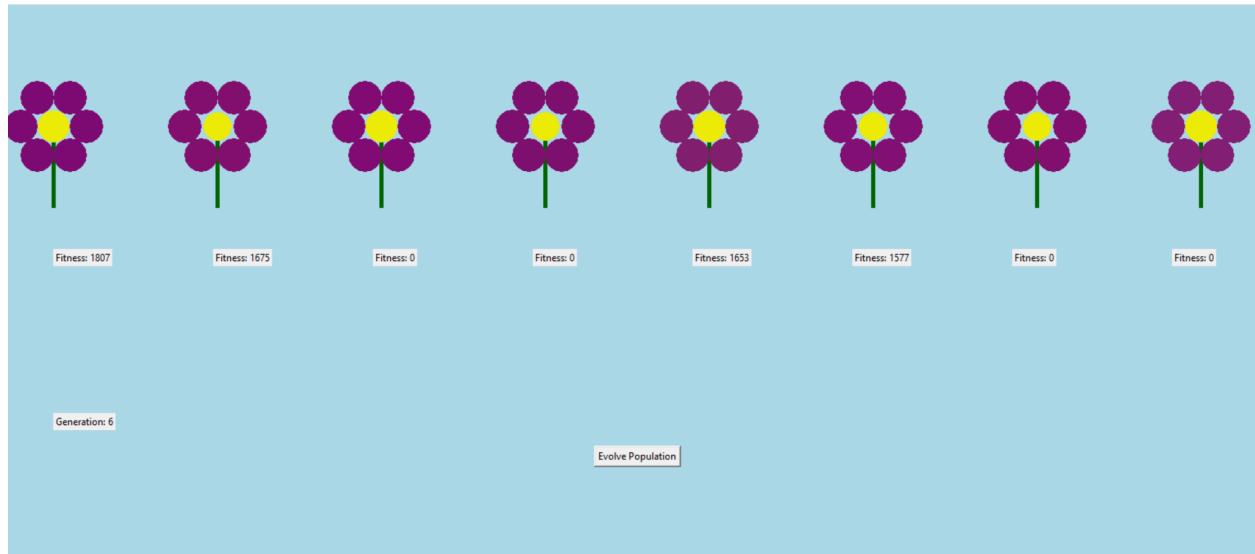 Fitness: 1807
Fitness: 1675
Fitness: 0
Fitness: 0
Fitness: 1653
Fitness: 1577
Fitness: 0
Fitness: 0
Generation: 6
Evolve Population